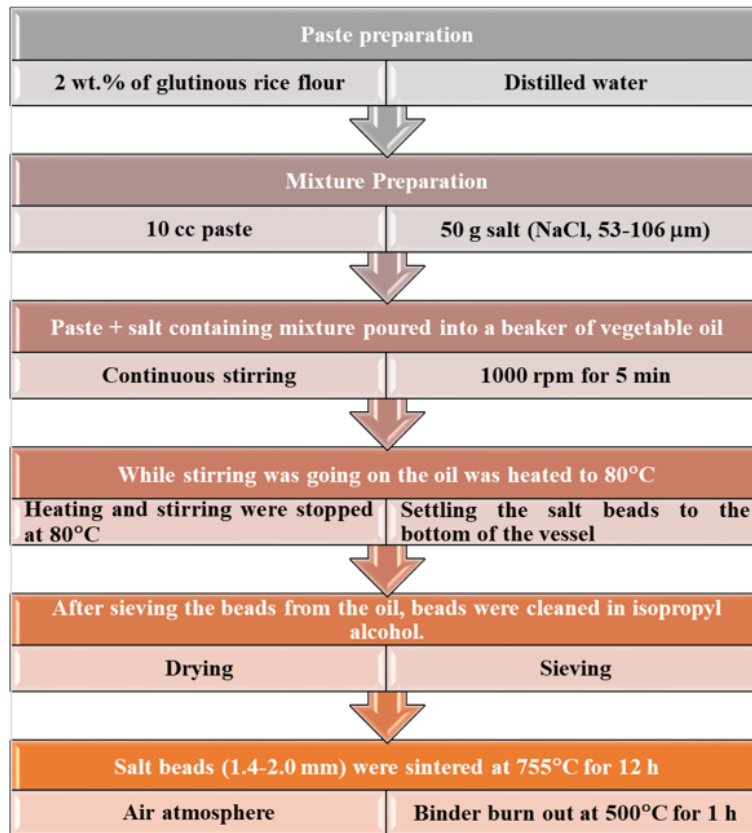 Paste preparation
2 wt.% of glutinous rice flour
Distilled water
Mixture Preparation
10 cc paste
50 g salt (NaCl, 53-106 μm)
Paste + salt containing mixture poured into a beaker of vegetable oil
Continuous stirring
1000 rpm for 5 min
While stirring was going on the oil was heated to 80°C
Heating and stirring were stopped
at 80°C
Settling the salt beads to the
bottom of the vessel
After sieving the beads from the oil, beads were cleaned in isopropyl
alcohol.
Drying
Sieving
Salt beads (1.4-2.0 mm) were sintered at 755°C for 12 h
Air atmosphere
Binder burn out at 500°C for 1 h